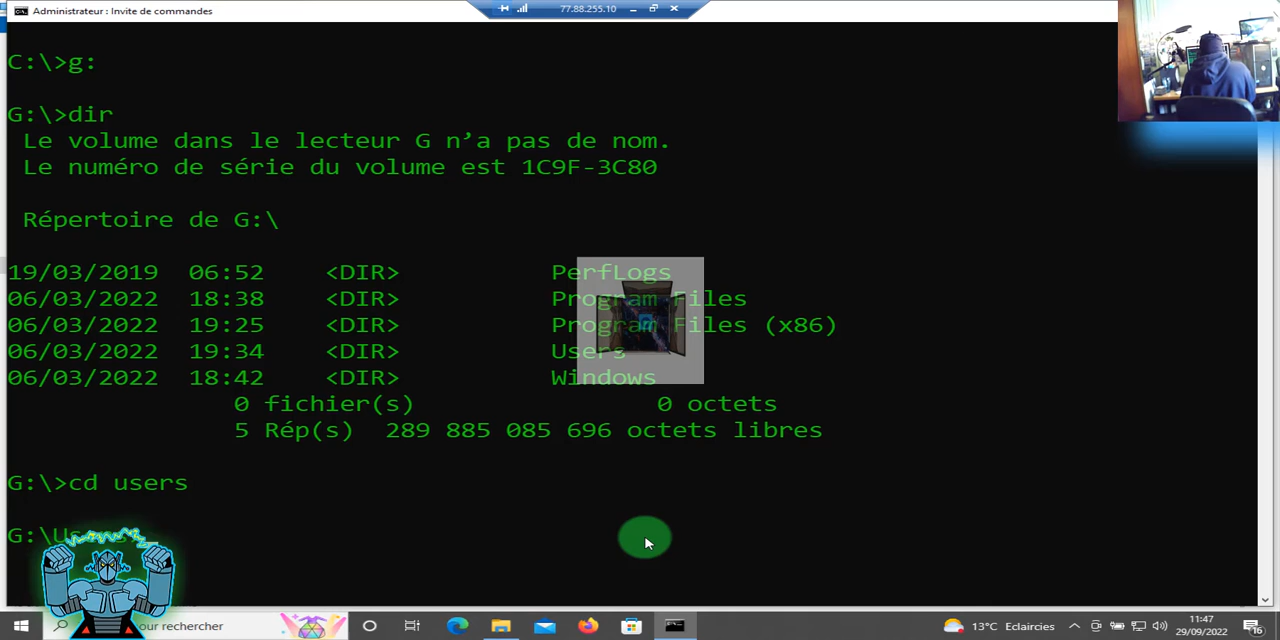 Administrateur : Invite de commandes
77.88.255.10
C:\>g:
G:\>dir
Le volume dans le lecteur G n’a pas de nom.
Le numéro de série du volume est 1C9F-3C80
Répertoire de G:\
19/03/2019 06:52 <DIR> PerfLogs
06/03/2022 18:38 <DIR> Program Files
06/03/2022 19:25 <DIR> Program Files (x86)
06/03/2022 19:34 <DIR> Users
06/03/2022 18:42 <DIR> Windows
0 fichier(s) 0 octets
5 Rép(s) 289 885 085 696 octets libres
G:\>cd users
G:\Users>
our rechercher
13°C Eclaircies
11:47
29/09/2022
16